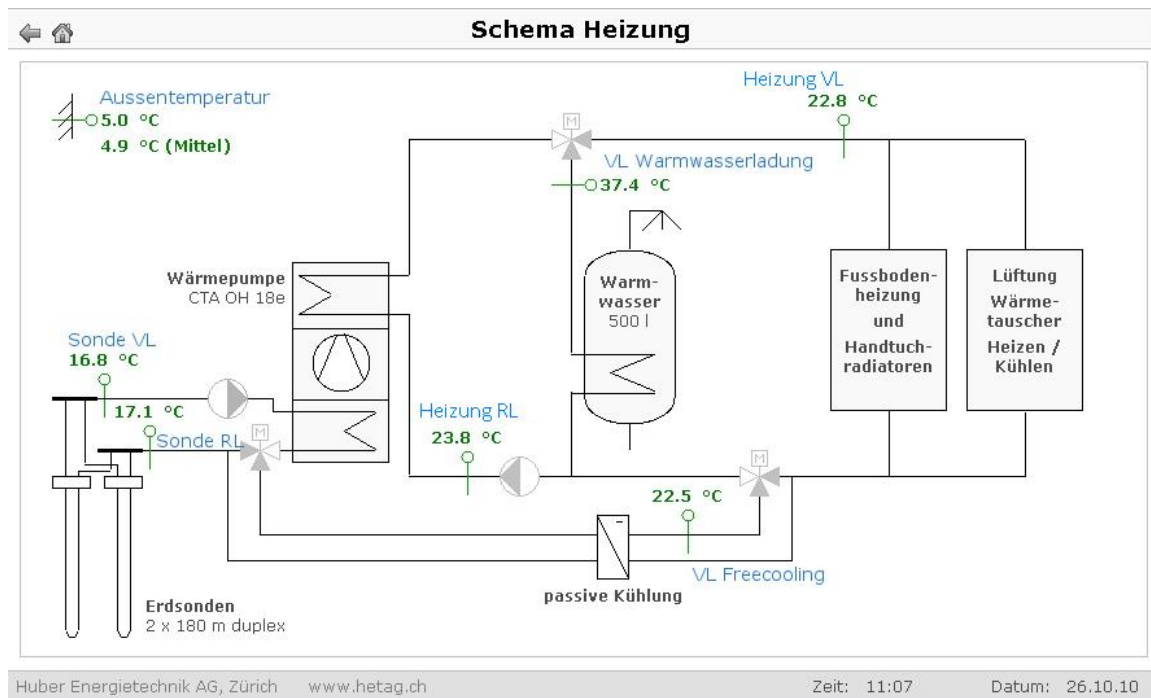 Schema Heizung
Aussentemperatur
5.0 °C
4.9 °C (Mittel)
Heizung VL
22.8 °C
M
VL Warmwasserladung
37.4 °C
Wärmepumpe
CTA OH 18e
Warm-
wasser
500 l
Fussboden-
heizung
und
Handtuch-
radiatoren
Lüftung
Wärme-
tauscher
Heizen /
Kühlen
Sonde VL
16.8 °C
17.1 °C
Sonde RL
M
Heizung RL
23.8 °C
M
22.5 °C
VL Freecooling
passive Kühlung
Erdsonden
2 x 180 m duplex
Huber Energietechnik AG, Zürich www.hetag.ch Zeit: 11:07 Datum: 26.10.10